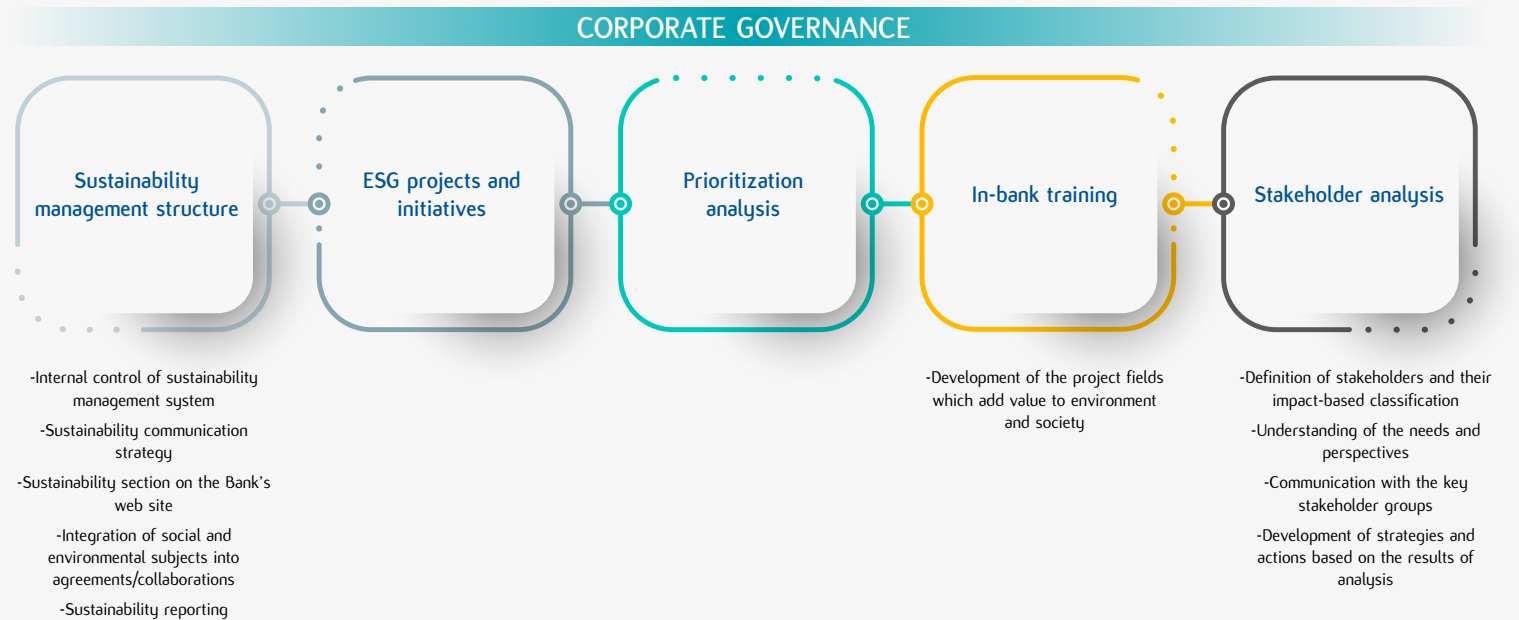 CORPORATE GOVERNANCE
Sustainability
management structure
ESG projects and
initiatives
Prioritization
analysis
In-bank training
Stakeholder analysis
-Internal control of sustainability
management system
-Sustainability communication
strategy
-Sustainability section on the Bank's
web site
-Integration of social and
environmental subjects into
agreements/collaborations
-Sustainability reporting
-Development of the project fields
which add value to environment
and society
-Definition of stakeholders and their
impact-based classification
-Understanding of the needs and
perspectives
-Communication with the key
stakeholder groups
-Development of strategies and
actions based on the results of
analysis